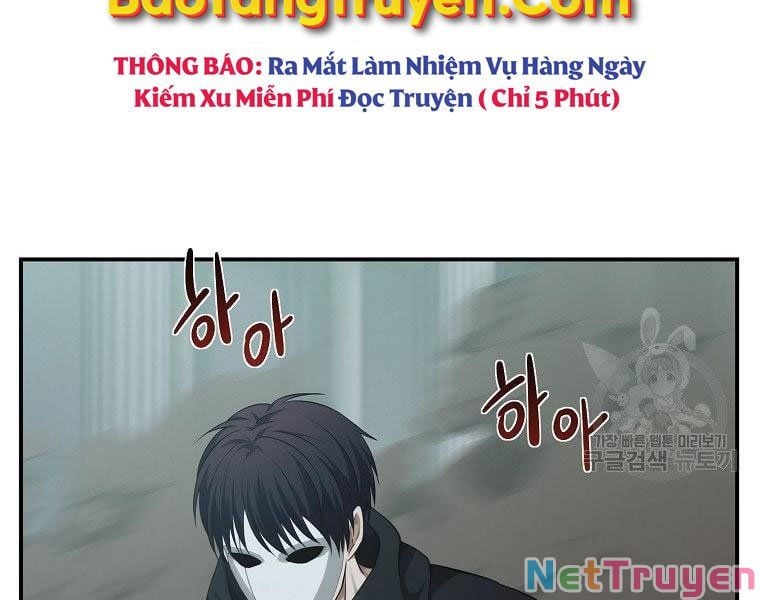 BaoTangTruyen.Com
THÔNG BÁO: Ra Mắt Làm Nhiệm Vụ Hàng Ngày
Kiếm Xu Miễn Phí Đọc Truyện ( Chỉ 5 Phút)
하아
하아
가장 빠른 웹툰 미리보기
구글검색 뉴토끼
NetTruyen